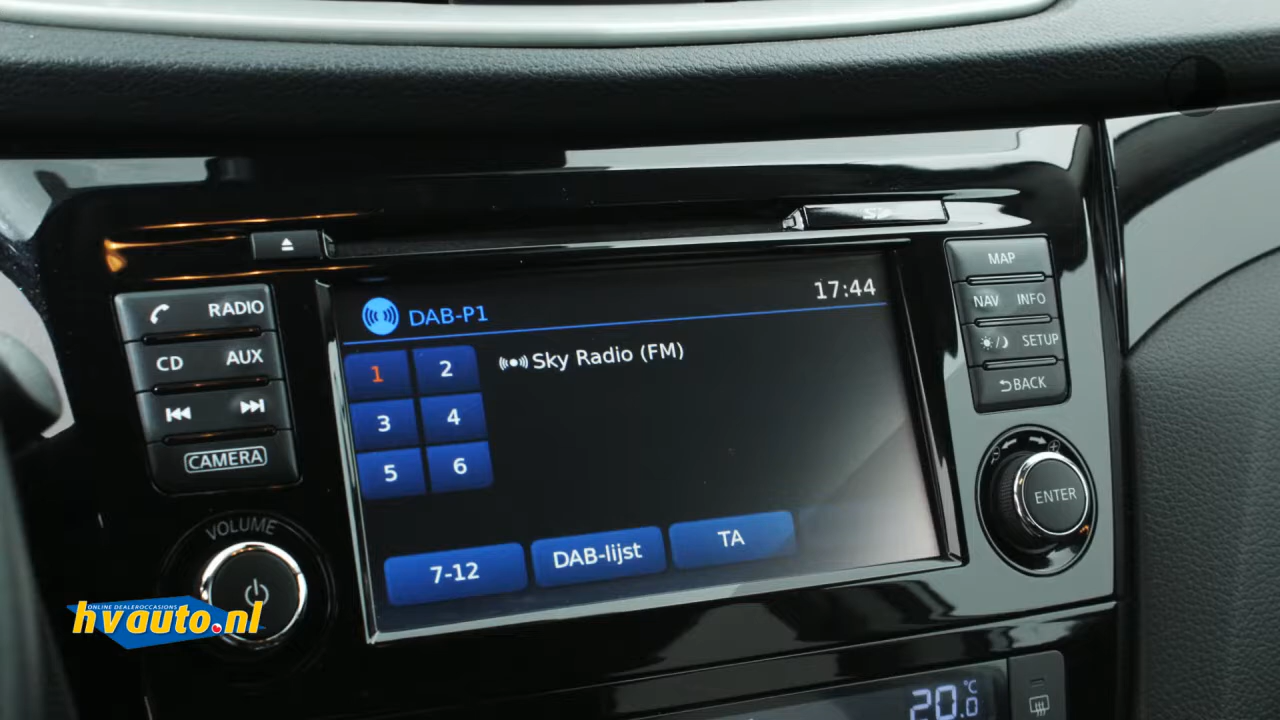 SD
MAP
NAV INFO
SETUP
BACK
ENTER
RADIO
CD AUX
CAMERA
VOLUME
DAB-P1
17:44
1 2
3 4
5 6
Sky Radio (FM)
7-12
DAB-lijst
TA
20.0 °C
ONLINE DEALEROCCASIONS
hvauto.nl